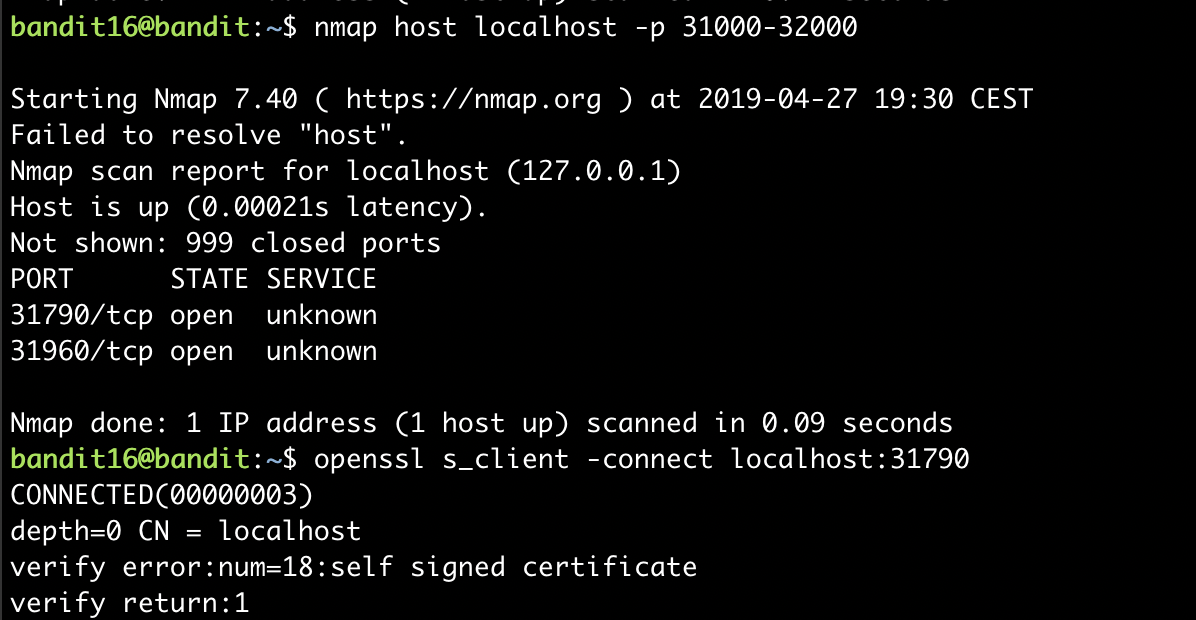 bandit16@bandit:~$ nmap host localhost -p 31000-32000
Starting Nmap 7.40 ( https://nmap.org ) at 2019-04-27 19:30 CEST
Failed to resolve "host".
Nmap scan report for localhost (127.0.0.1)
Host is up (0.00021s latency).
Not shown: 999 closed ports
PORT      STATE SERVICE
31790/tcp open  unknown
31960/tcp open  unknown
Nmap done: 1 IP address (1 host up) scanned in 0.09 seconds
bandit16@bandit:~$ openssl s_client -connect localhost:31790
CONNECTED(00000003)
depth=0 CN = localhost
verify error:num=18:self signed certificate
verify return:1